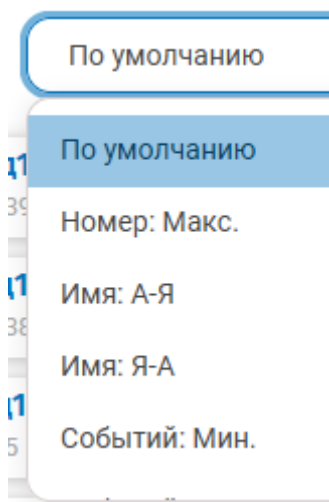 По умолчанию
По умолчанию
Номер: Макс.
Имя: А-Я
Имя: Я-А
Событий: Мин.